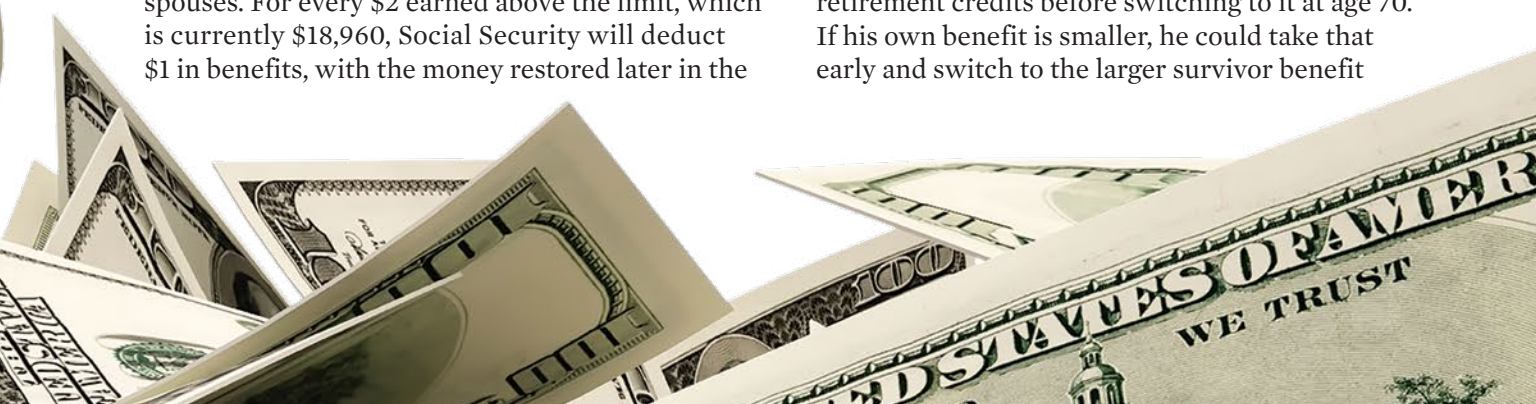 spouses. For every $2 earned above the limit, which
is currently $18,960, Social Security will deduct
$1 in benefits, with the money restored later in the
retirement credits before switching to it at age 70.
If his own benefit is smaller, he could take that
early and switch to the larger survivor benefit
100
STATES OF AMER
WE TRUST